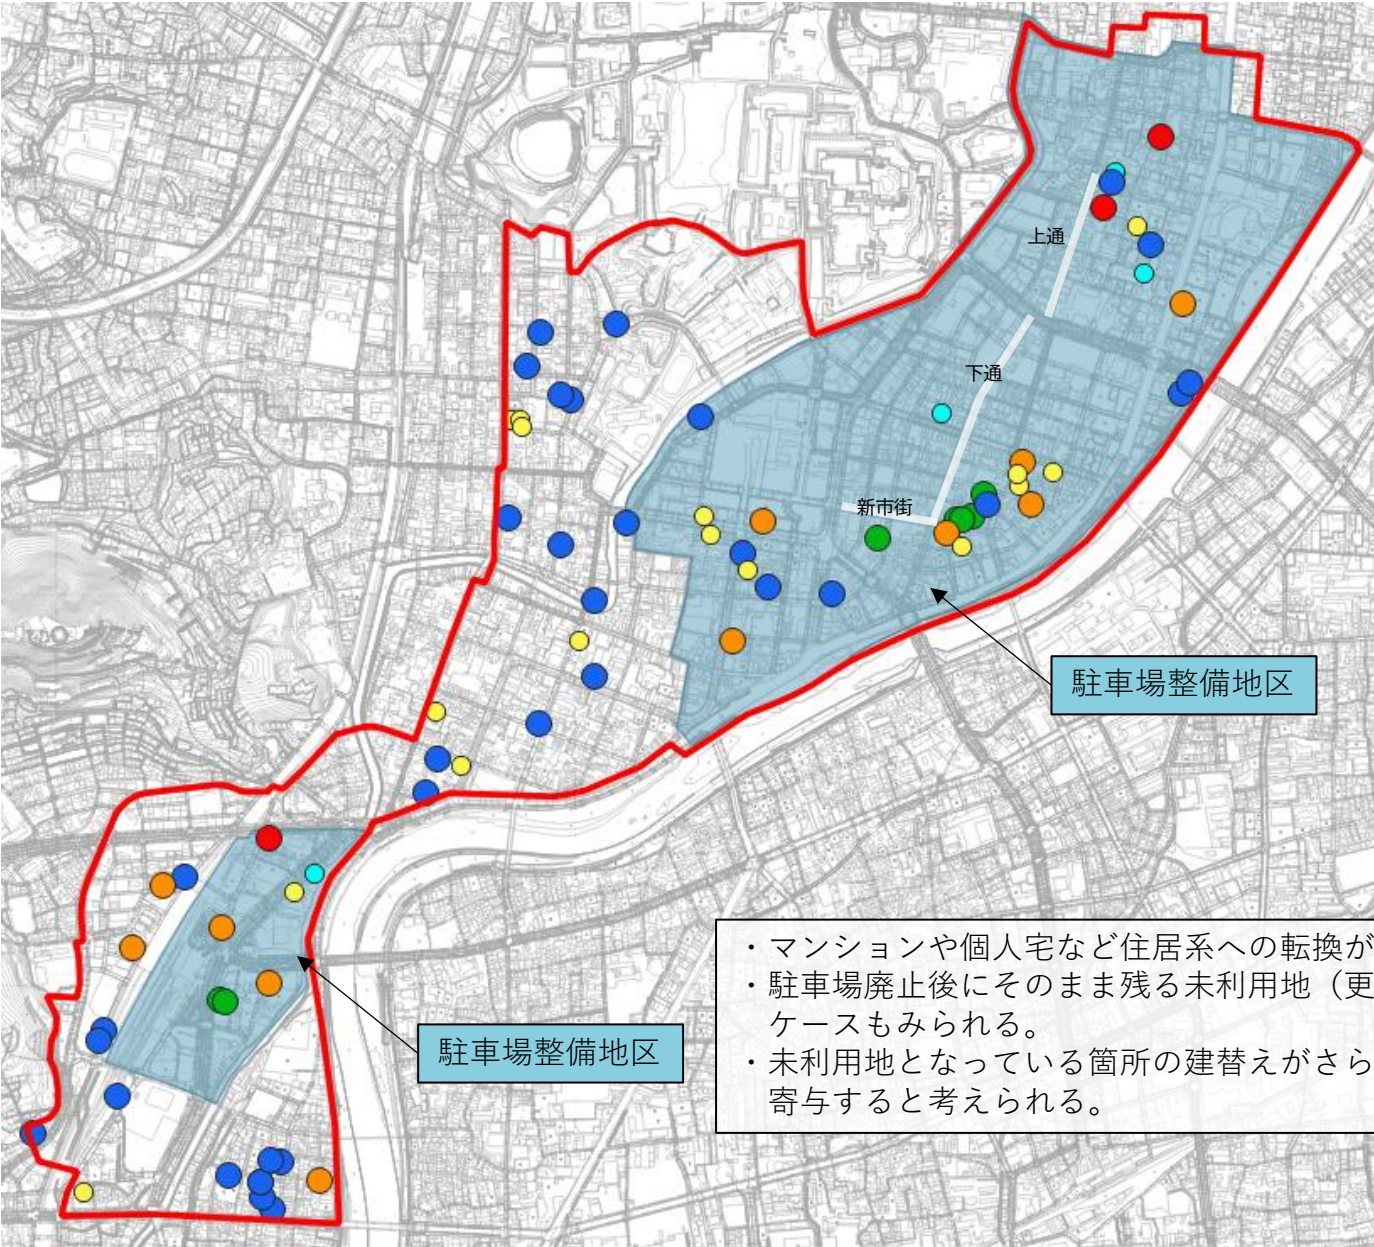 上通
下通
新市街
駐車場整備地区
駐車場整備地区
・マンションや個人宅など住居系への転換が
・駐車場廃止後にそのまま残る未利用地（更
ケースもみられる。
・未利用地となっている箇所の建替えがさら
寄与すると考えられる。